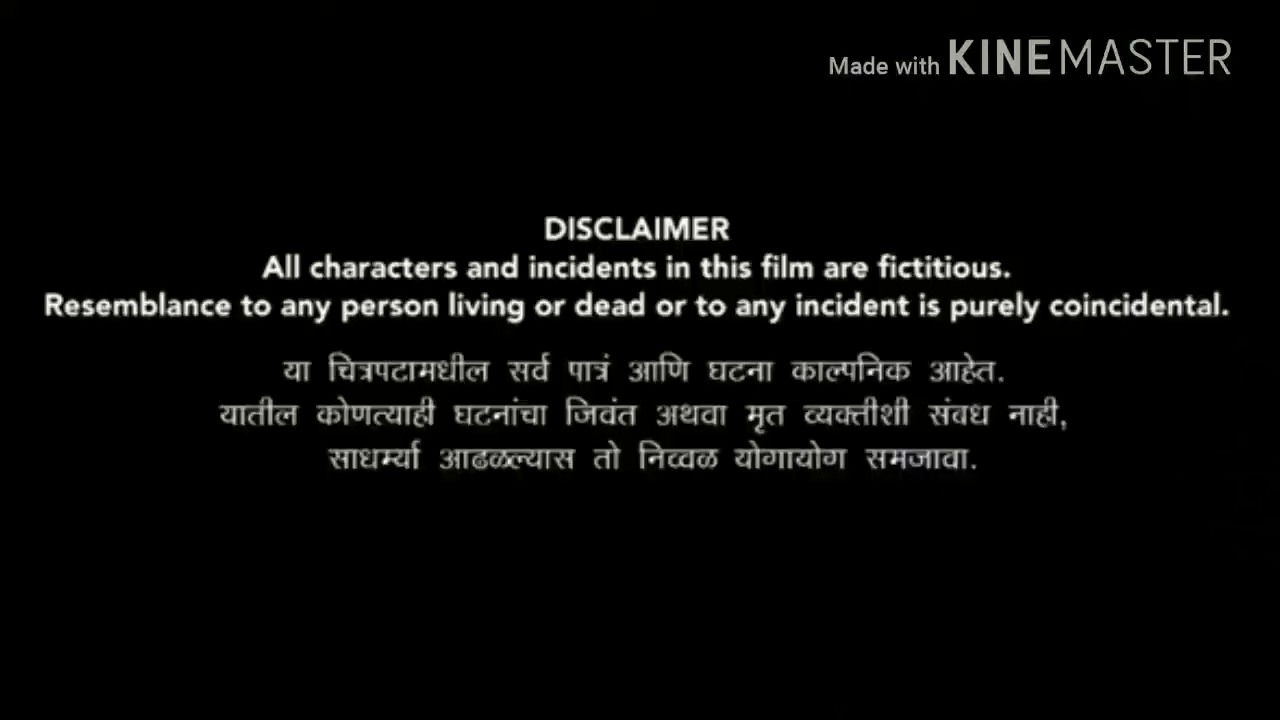 Made with KINEMASTER
DISCLAIMER
All characters and incidents in this film are fictitious.
Resemblance to any person living or dead or to any incident is purely coincidental.
या चित्रपटामधील सर्व पात्रं आणि घटना काल्पनिक आहेत.
यातील कोणत्याही घटनांचा जिवंत अथवा मृत व्यक्तीशी संवध नाही,
साधर्म्या आढळल्यास तो निव्वळ योगायोग समजावा.